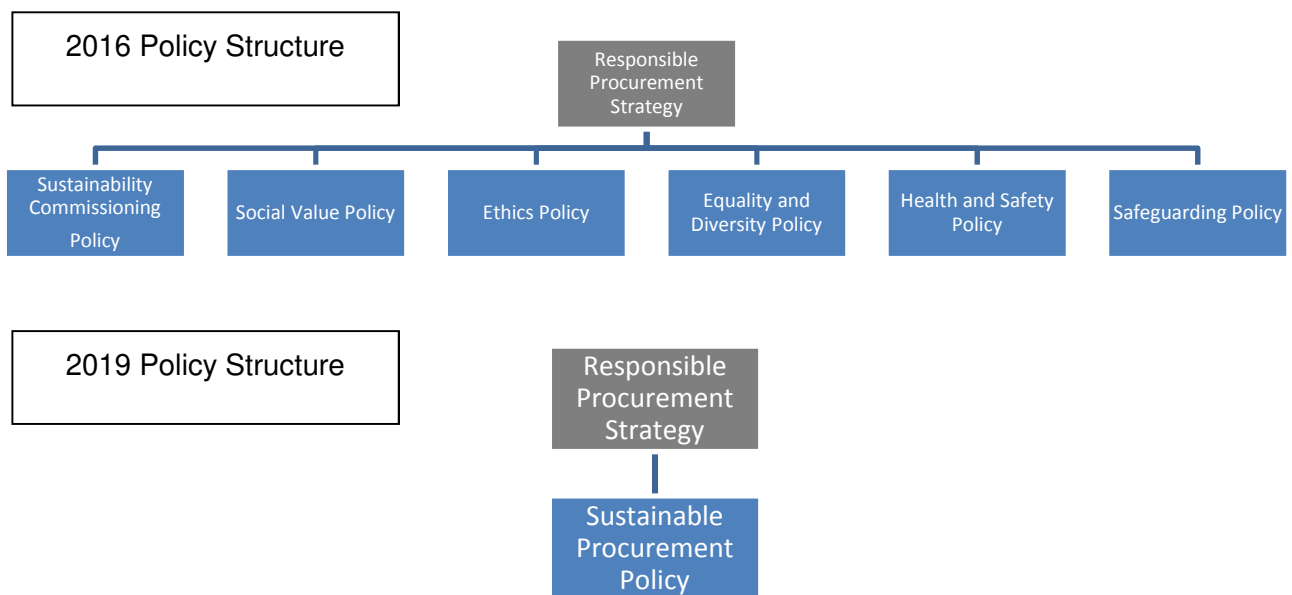 2016 Policy Structure
Responsible
Procurement
Strategy
Sustainability
Commissioning
Policy
Social Value Policy
Ethics Policy
Equality and
Diversity Policy
Health and Safety
Policy
Safeguarding Policy
2019 Policy Structure
Responsible
Procurement
Strategy
Sustainable
Procurement
Policy